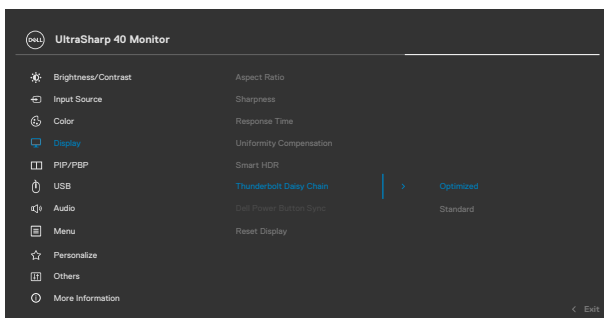 DELL UltraSharp 40 Monitor
Brightness/Contrast
Input Source
Color
Display
PIP/PBP
USB
Audio
Menu
Personalize
Others
More Information
Aspect Ratio
Sharpness
Response Time
Uniformity Compensation
Smart HDR
Thunderbolt Daisy Chain
Dell Power Button Sync
Reset Display
Optimized
Standard
Exit